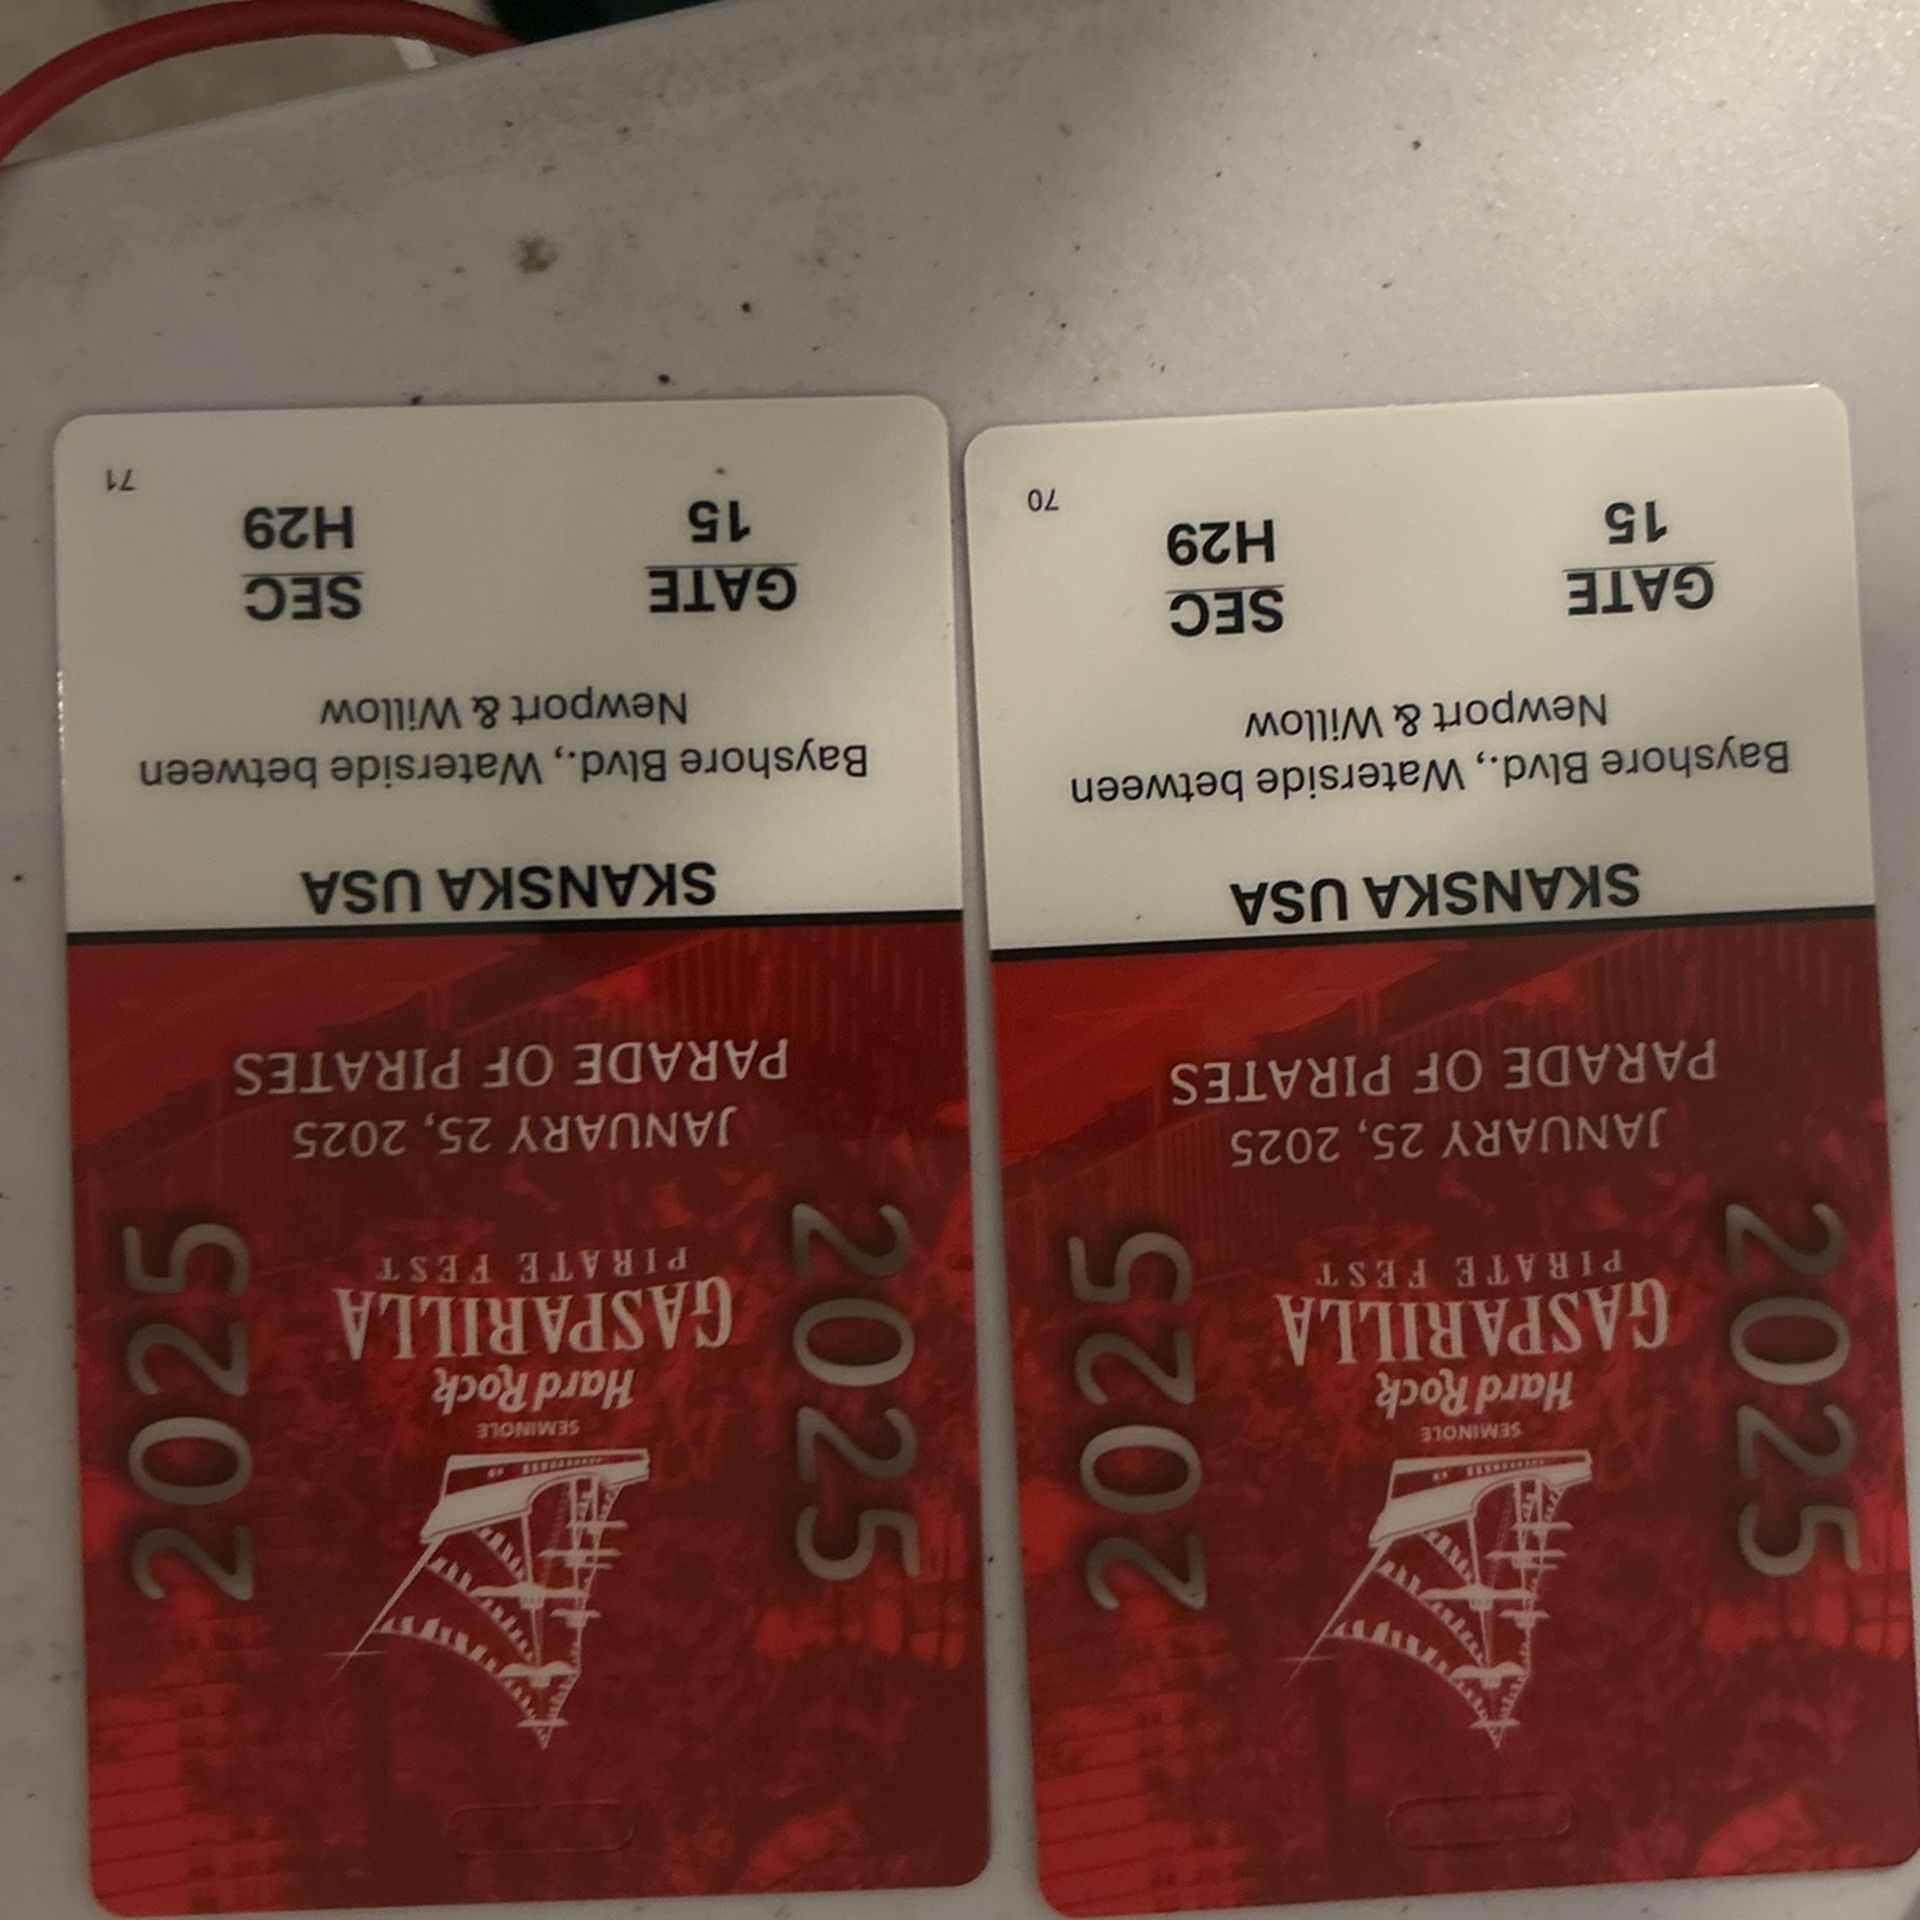 SEMINOLE
Hard Rock
GASPARILLA
PIRATE FEST
2025
2025
JANUARY 25, 2025
PARADE OF PIRATES
SKANSKA USA
Bayshore Blvd., Waterside between
Newport & Willow
GATE SEC
15 H29
70
SEMINOLE
Hard Rock
GASPARILLA
PIRATE FEST
2025
2025
JANUARY 25, 2025
PARADE OF PIRATES
SKANSKA USA
Bayshore Blvd., Waterside between
Newport & Willow
GATE SEC
15 H29
71